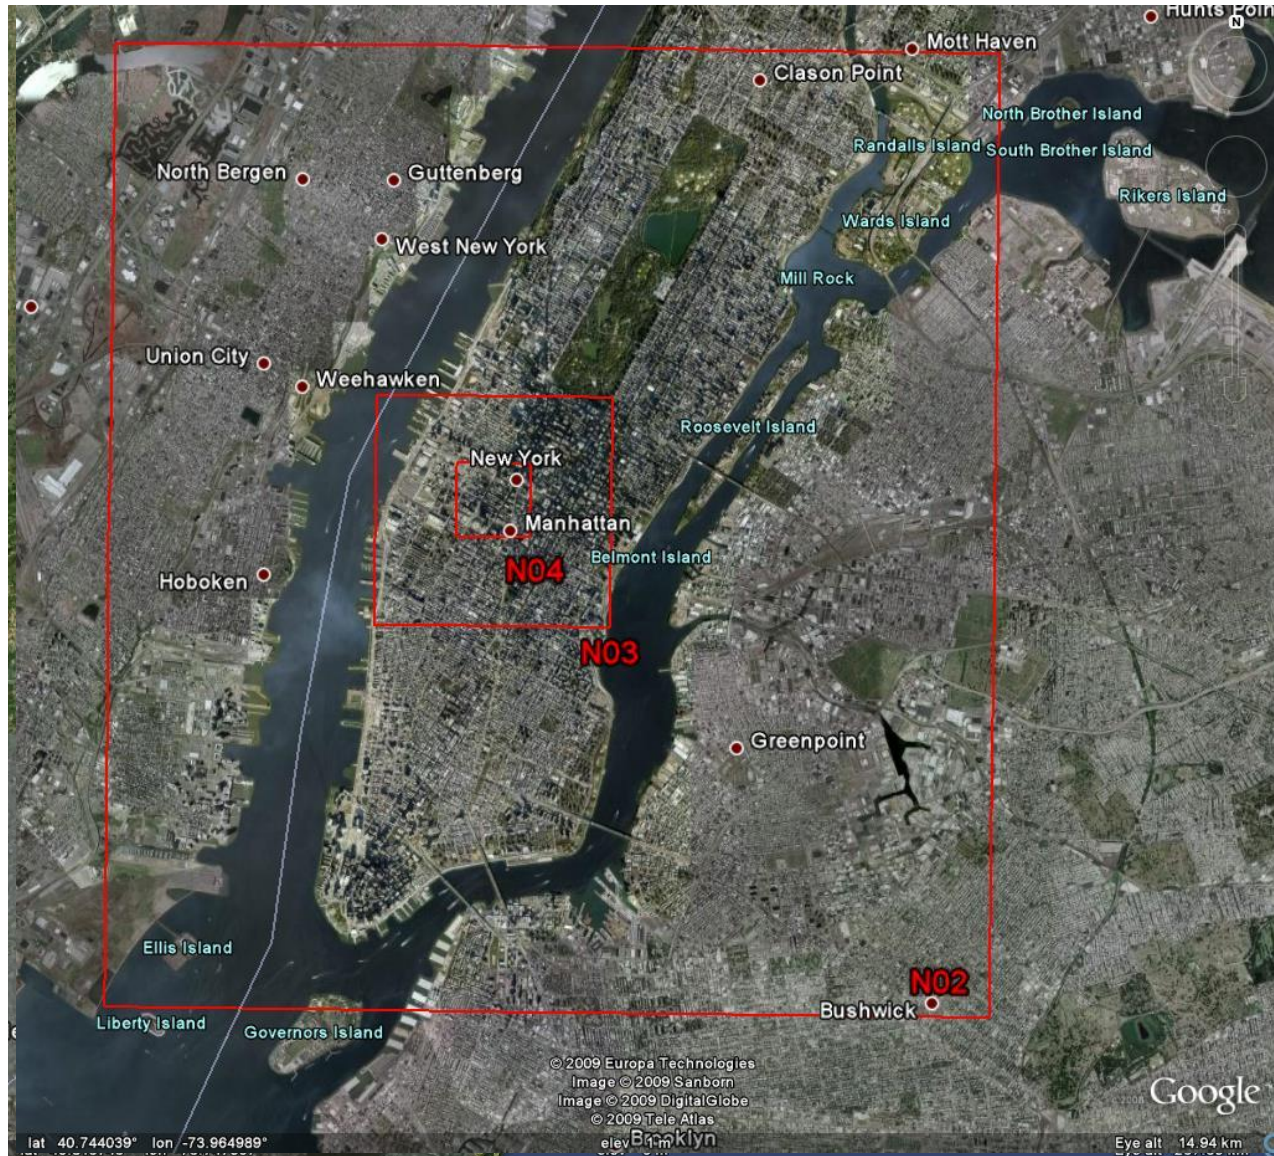 Hunts Poin
N
Mott Haven
Clason Point
North Brother Island
Randalls Island
South Brother Island
North Bergen
Guttenberg
Rikers Island
Wards Island
West New York
Mill Rock
Union City
Weehawken
Roosevelt Island
New York
Manhattan
Belmont Island
N04
Hoboken
N03
Greenpoint
Ellis Island
N02
Bushwick
Liberty Island
Governors Island
© 2009 Europa Technologies
Image © 2009 Sanborn
Image © 2009 DigitalGlobe
© 2009 Tele Atlas
Google
Brooklyn
lat 40.744039° lon -73.964989° elev 1 m Eye alt 14.94 km